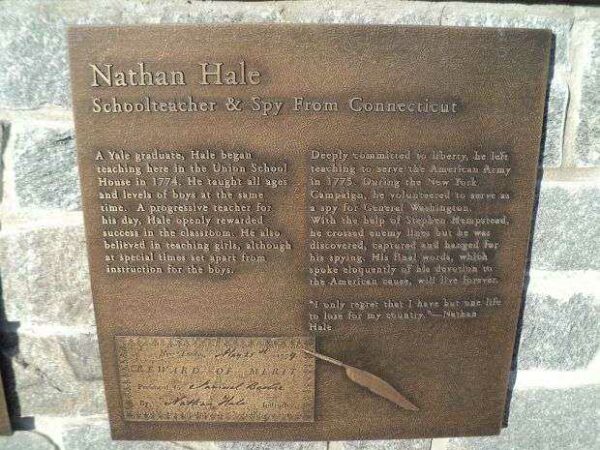 Nathan Hale
Schoolteacher & Spy From Connecticut
A Yale graduate, Hale began
teaching here in the Union School
House in 1774. He taught all ages
and levels of boys at the same
time. A progressive teacher for
his day, Hale openly rewarded
success in the classroom. He also
believed in teaching girls, although
at special times set apart from
instruction for the boys.
Deeply committed to liberty, he left
teaching to serve the American Army
in 1775. During the New York
Campaign, he volunteered to serve as
a spy for General Washington.
With the help of Stephen Hempstead,
he crossed enemy lines but he was
discovered, captured and hanged for
his spying. His final words, which
spoke eloquently of his devotion to
the American cause, will live forever.
"I only regret that I have but one life
to lose for my country."—Nathan
Hale
REWARD OF MERIT
Samuel
By Nathan Hale